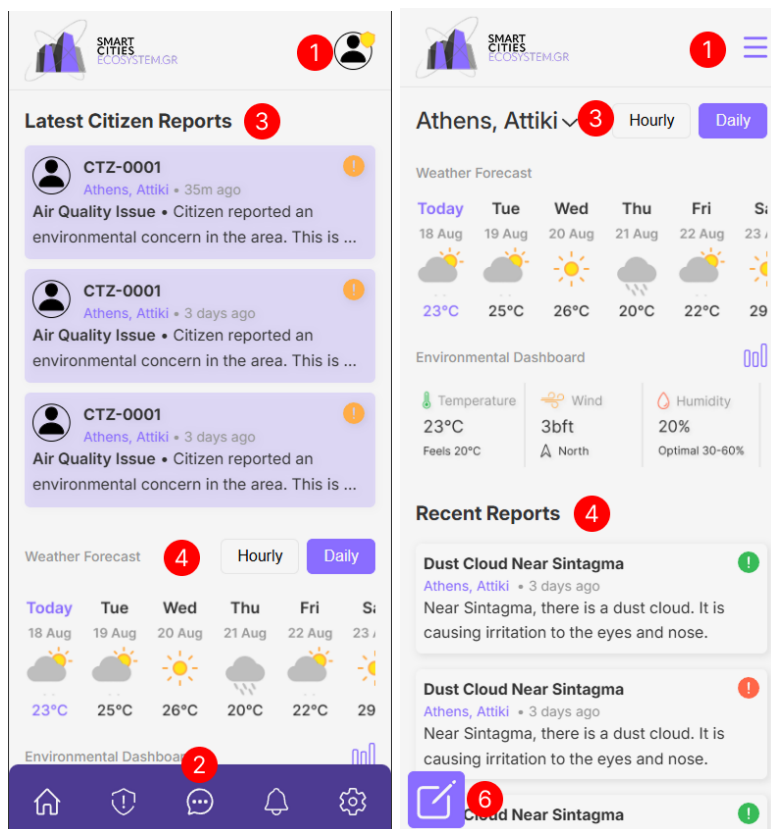 SMART
CITIES
ECOSYSTEM.GR
1
Latest Citizen Reports 3
CTZ-0001
Athens, Attiki • 35m ago
Air Quality Issue • Citizen reported an
environmental concern in the area. This is ...
CTZ-0001
Athens, Attiki • 3 days ago
Air Quality Issue • Citizen reported an
environmental concern in the area. This is ...
CTZ-0001
Athens, Attiki • 3 days ago
Air Quality Issue • Citizen reported an
environmental concern in the area. This is ...
Weather Forecast 4 Hourly Daily
Today Tue Wed Thu Fri
18 Aug 19 Aug 20 Aug 21 Aug 22 Aug 23
23°C 25°C 26°C 20°C 22°C 29
Environmental Dashboar
2
SMART
CITIES
ECOSYSTEM.GR
1
Athens, Attiki 3 Hourly Daily
Weather Forecast
Today Tue Wed Thu Fri
18 Aug 19 Aug 20 Aug 21 Aug 22 Aug 23
23°C 25°C 26°C 20°C 22°C 29
Environmental Dashboard
Temperature Wind Humidity
23°C 3bft 20%
Feels 20°C North Optimal 30-60%
Recent Reports 4
Dust Cloud Near Sintagma
Athens, Attiki • 3 days ago
Near Sintagma, there is a dust cloud. It is
causing irritation to the eyes and nose.
Dust Cloud Near Sintagma
Athens, Attiki • 3 days ago
Near Sintagma, there is a dust cloud. It is
causing irritation to the eyes and nose.
6
Cloud Near Sintagma